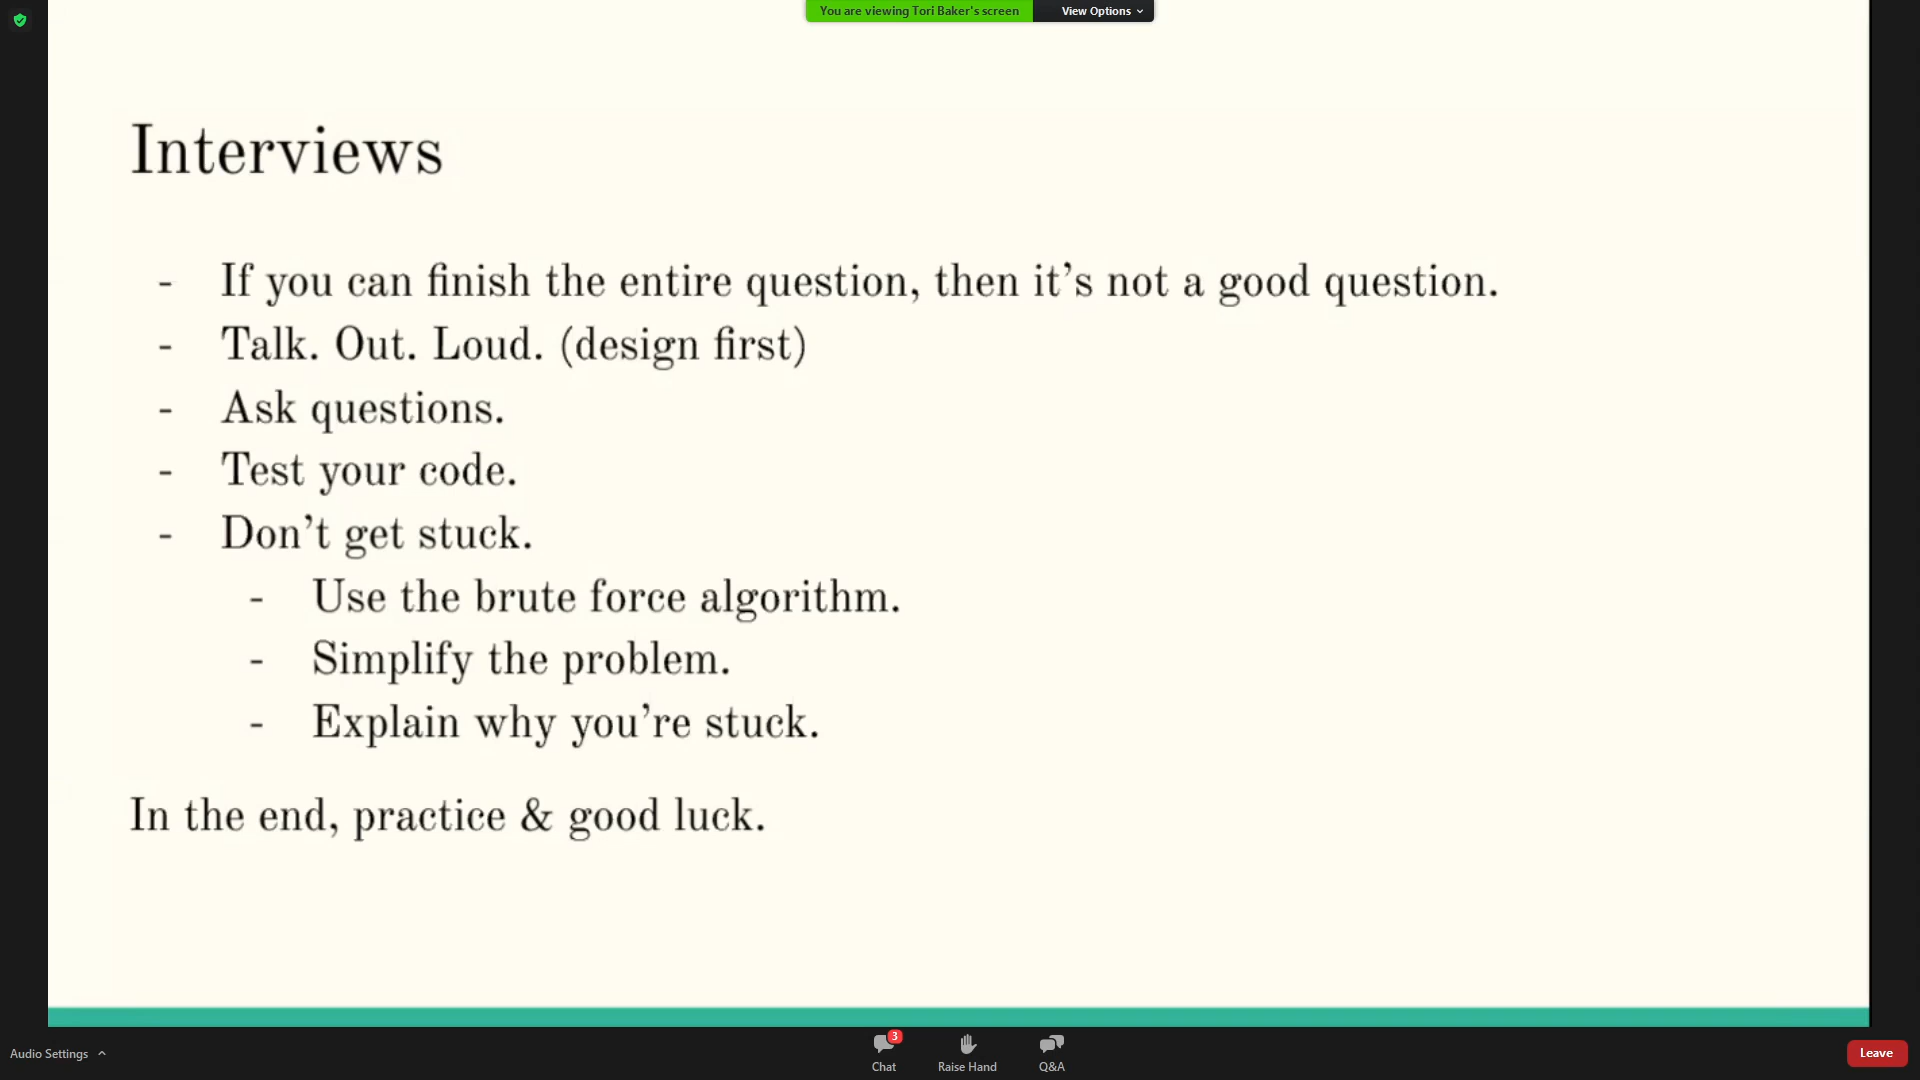 You are viewing Tori Baker's screen View Options
Interviews
- If you can finish the entire question, then it’s not a good question.
- Talk. Out. Loud. (design first)
- Ask questions.
- Test your code.
- Don’t get stuck.
- Use the brute force algorithm.
- Simplify the problem.
- Explain why you’re stuck.
In the end, practice & good luck.
3
Audio Settings Chat Raise Hand Q&A Leave